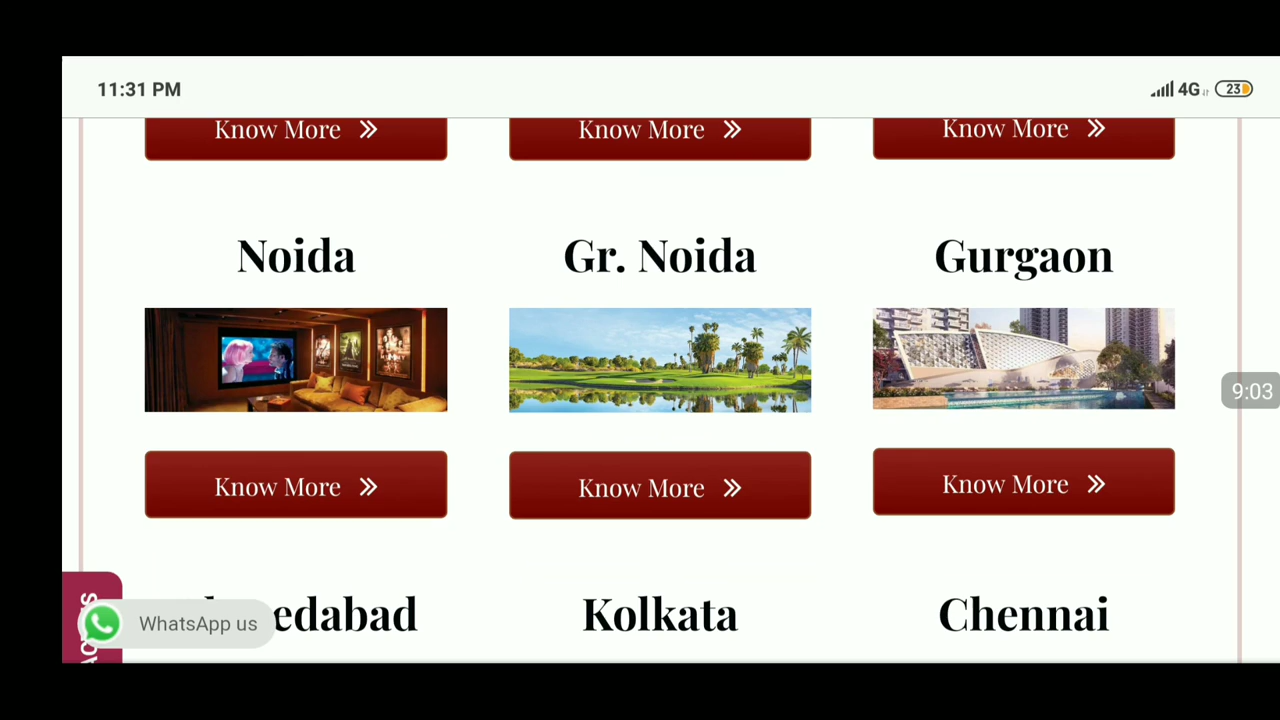 11:31 PM 4G 23
Know More Know More Know More
Noida Gr. Noida Gurgaon
9:03
Know More Know More Know More
edabad Kolkata Chennai
WhatsApp us